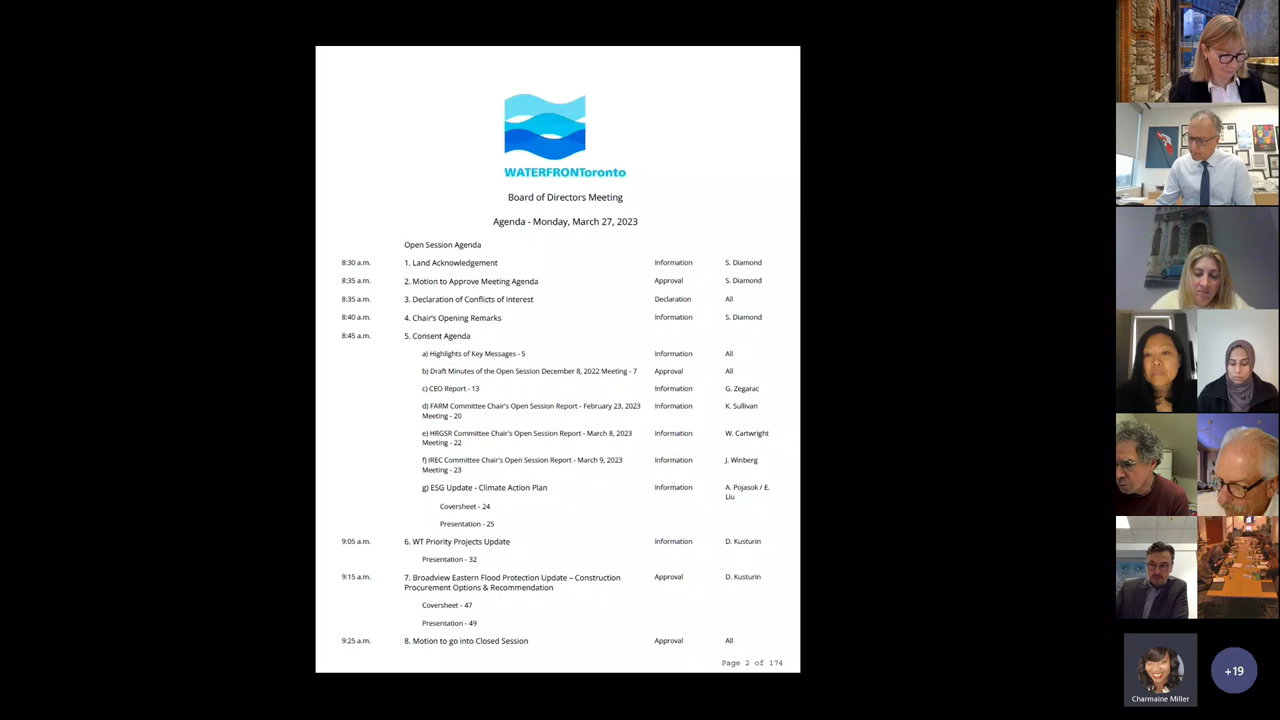 WATERFRONToronto
Board of Directors Meeting
Agenda - Monday, March 27, 2023
Open Session Agenda
8:30 a.m. 1. Land Acknowledgement Information S. Diamond
8:35 a.m. 2. Motion to Approve Meeting Agenda Approval S. Diamond
8:35 a.m. 3. Declaration of Conflicts of Interest Declaration All
8:40 a.m. 4. Chair's Opening Remarks Information S. Diamond
8:45 a.m. 5. Consent Agenda
a) Highlights of Key Messages - 5 Information All
b) Draft Minutes of the Open Session December 8, 2022 Meeting - 7 Approval All
c) CEO Report - 13 Information G. Zegarac
d) FARM Committee Chair's Open Session Report - February 23, 2023 Information K. Sullivan
Meeting - 20
e) HRGSR Committee Chair's Open Session Report - March 8, 2023 Information W. Cartwright
Meeting - 22
f) IREC Committee Chair's Open Session Report - March 9, 2023 Information J. Winberg
Meeting - 23
g) ESG Update - Climate Action Plan Information A. Pojasok / E.
Liu
Coversheet - 24
Presentation - 25
9:05 a.m. 6. WT Priority Projects Update Information D. Kusturin
Presentation - 32
9:15 a.m. 7. Broadview Eastern Flood Protection Update – Construction Approval D. Kusturin
Procurement Options & Recommendation
Coversheet - 47
Presentation - 49
9:25 a.m. 8. Motion to go into Closed Session Approval All
Page 2 of 174
Charmaine Miller
+19